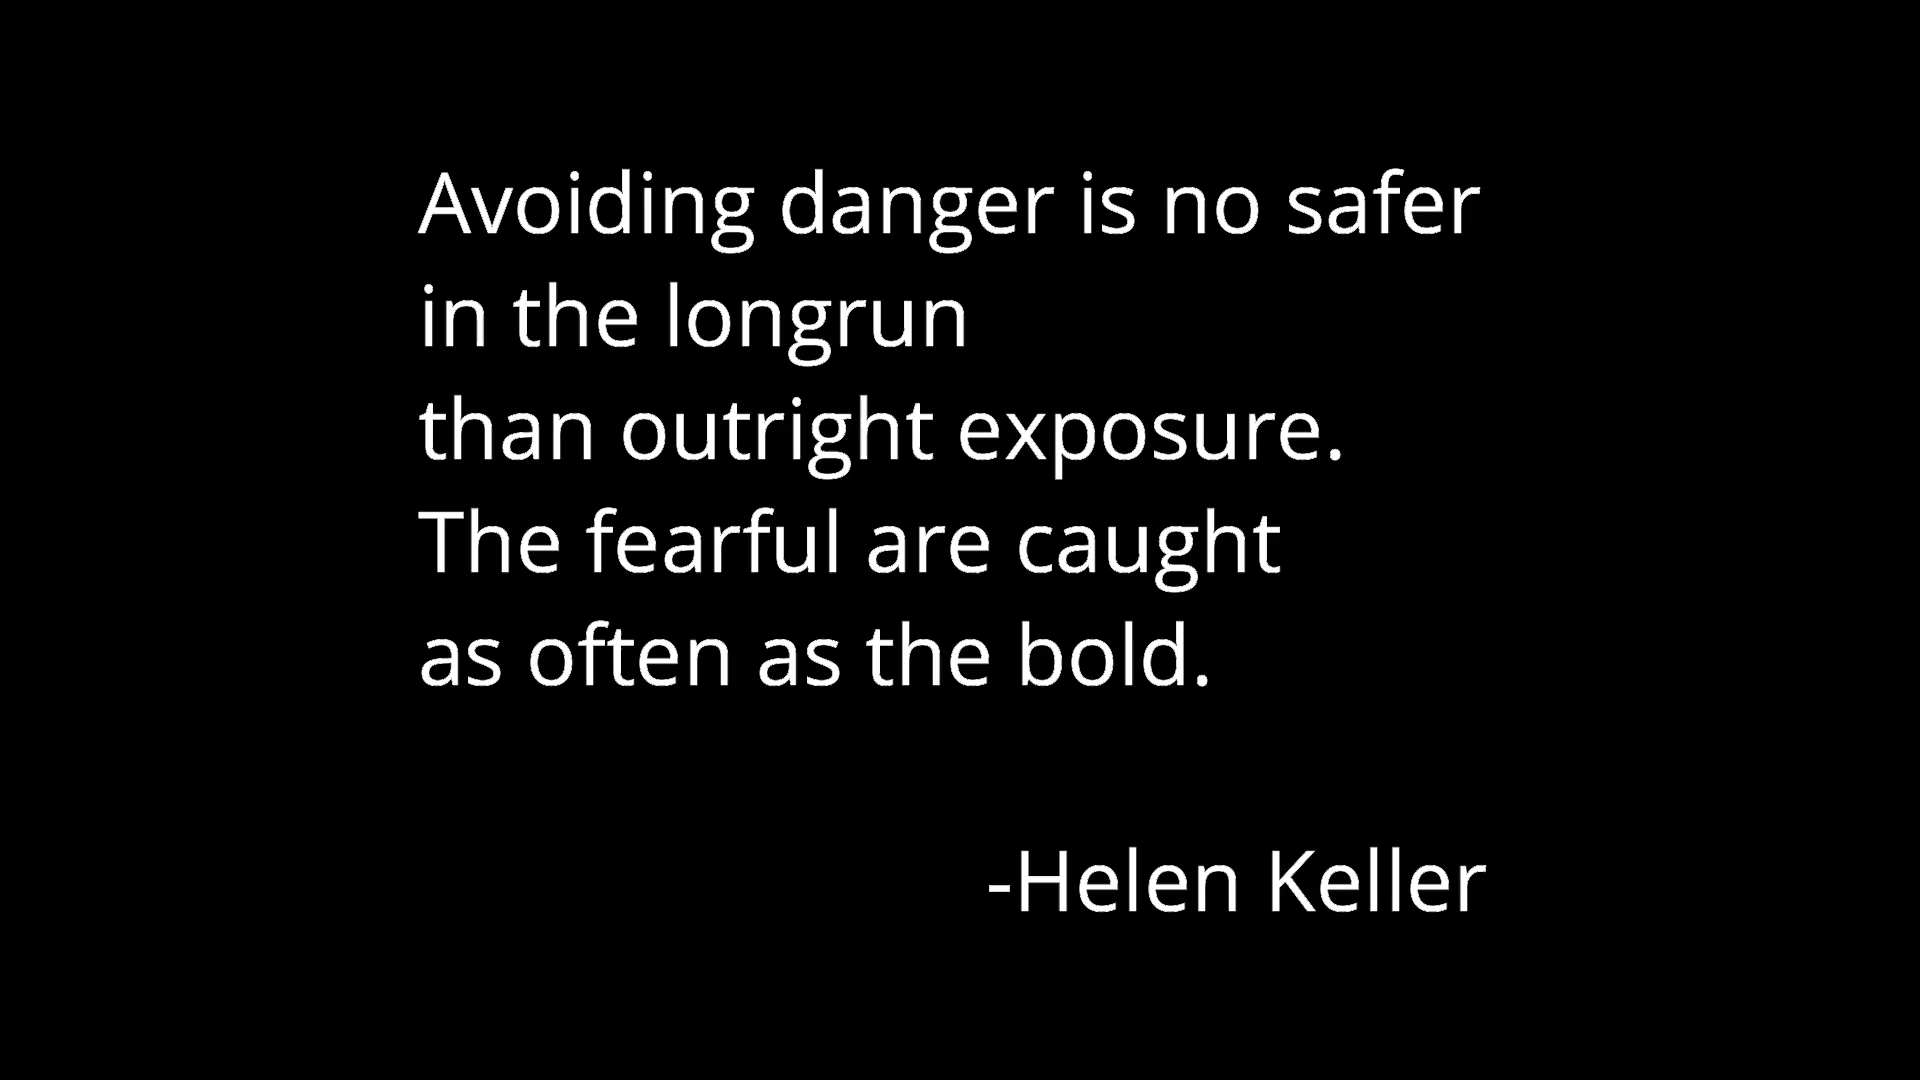 Avoiding danger is no safer
in the longrun
than outright exposure.
The fearful are caught
as often as the bold.
-Helen Keller